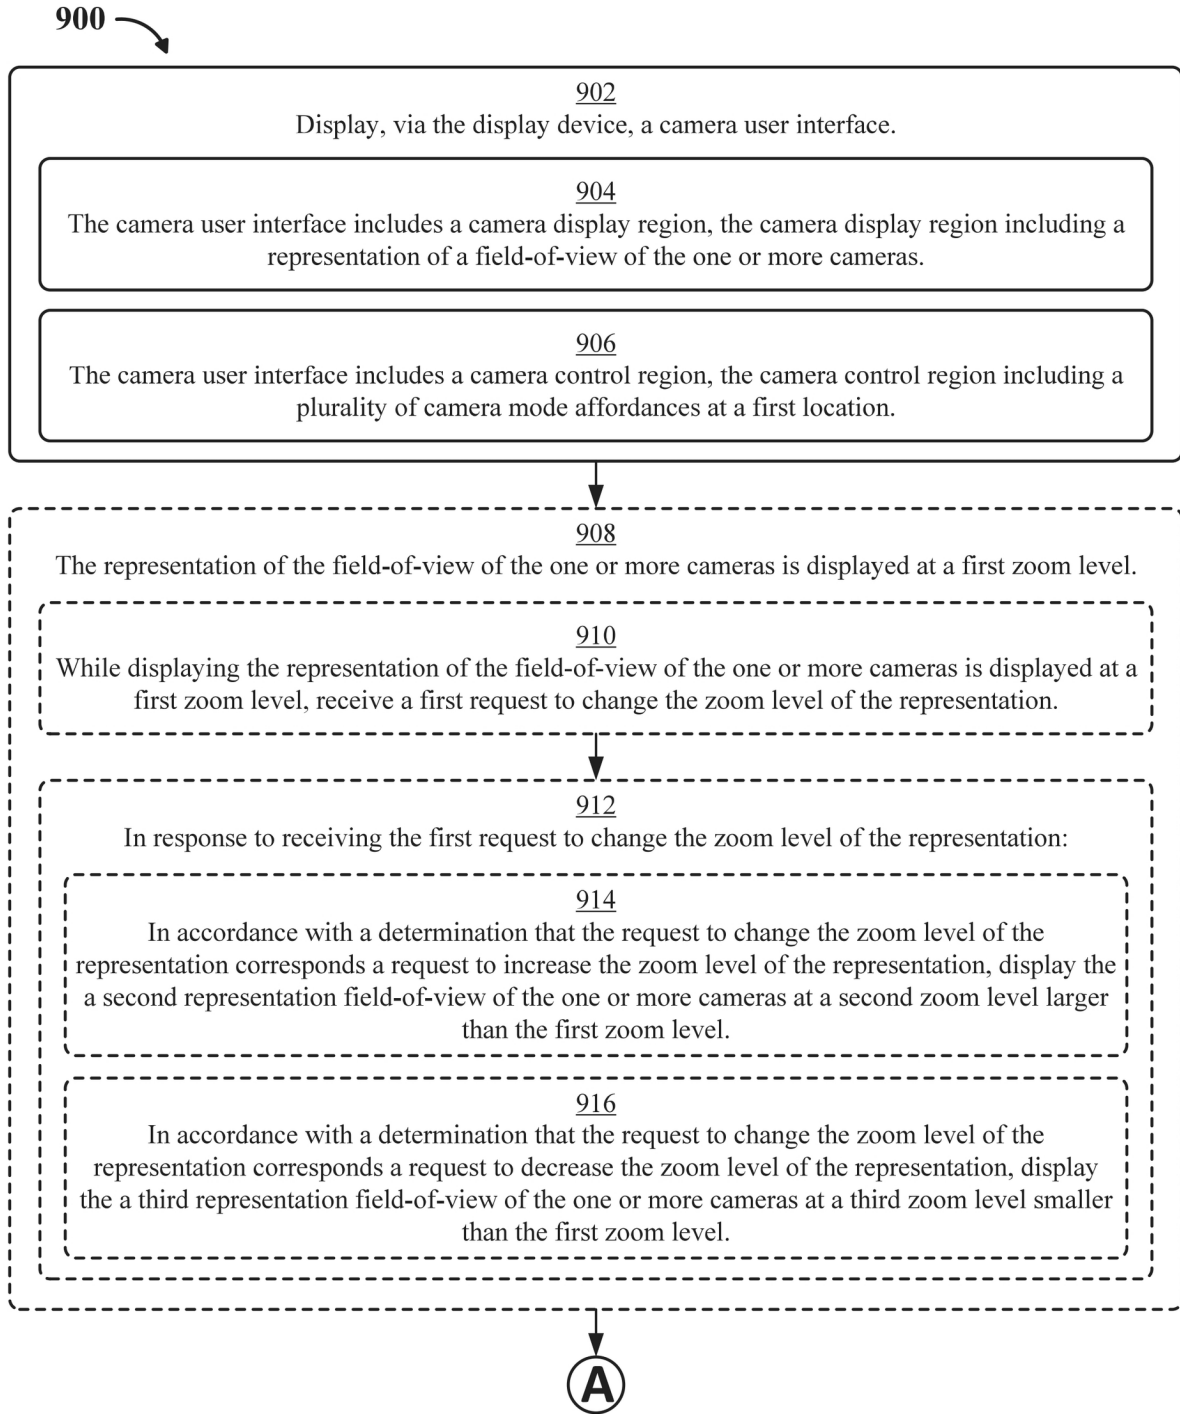 900
902
Display, via the display device, a camera user interface.
904
The camera user interface includes a camera display region, the camera display region including a
representation of a field-of-view of the one or more cameras.
906
The camera user interface includes a camera control region, the camera control region including a
plurality of camera mode affordances at a first location.
908
The representation of the field-of-view of the one or more cameras is displayed at a first zoom level.
910
While displaying the representation of the field-of-view of the one or more cameras is displayed at a
first zoom level, receive a first request to change the zoom level of the representation.
912
In response to receiving the first request to change the zoom level of the representation:
914
In accordance with a determination that the request to change the zoom level of the
representation corresponds a request to increase the zoom level of the representation, display the
a second representation field-of-view of the one or more cameras at a second zoom level larger
than the first zoom level.
916
In accordance with a determination that the request to change the zoom level of the
representation corresponds a request to decrease the zoom level of the representation, display
the a third representation field-of-view of the one or more cameras at a third zoom level smaller
than the first zoom level.
A